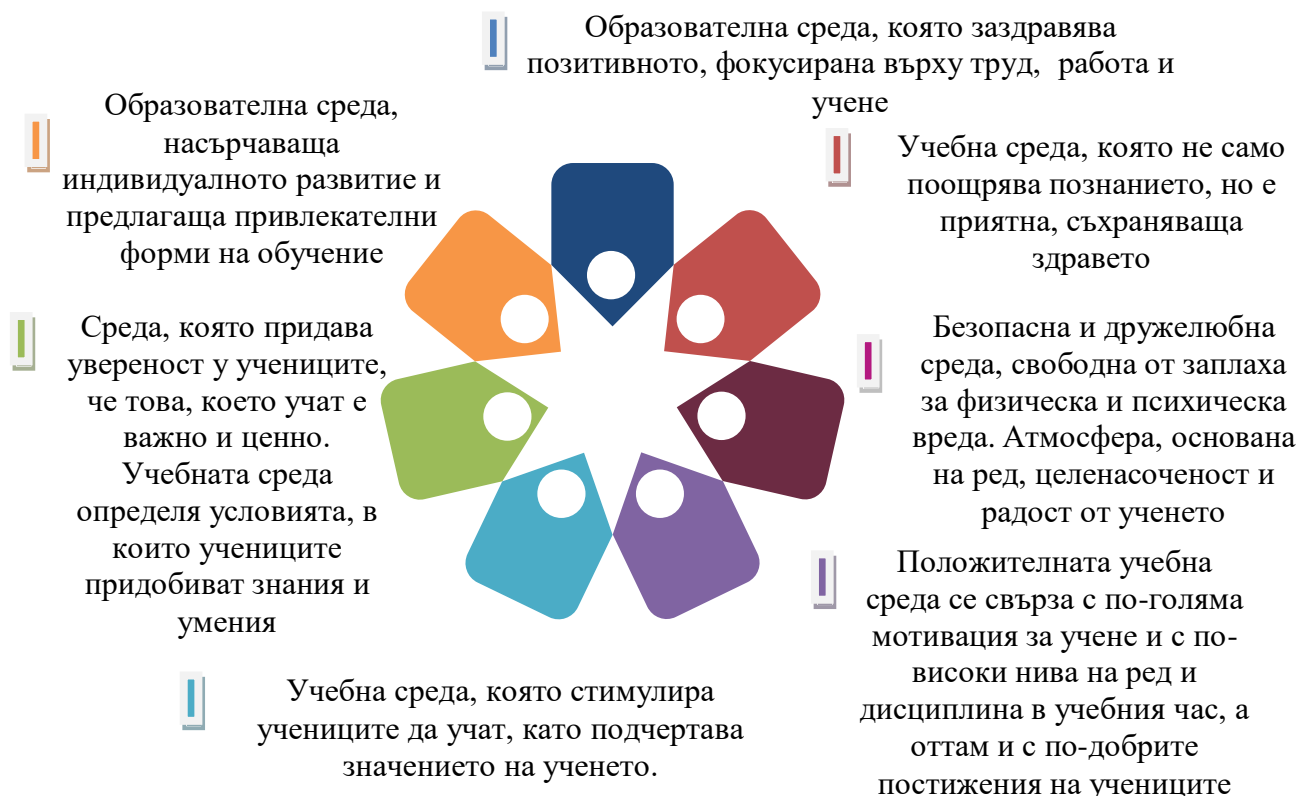 Образователна среда, която заздравява
позитивното, фокусирана върху труд, работа и
учене
Учебна среда, която не само
поощрява познанието, но е
приятна, съхраняваща
здравето
Безопасна и дружелюбна
среда, свободна от заплаха
за физическа и психическа
вреда. Атмосфера, основана
на ред, целенасоченост и
радост от ученето
Положителната учебна
среда се свърза с по-голяма
мотивация за учене и с по-
високи нива на ред и
дисциплина в учебния час, а
оттам и с по-добрите
постижения на учениците
Учебна среда, която стимулира
учениците да учат, като подчертава
значението на ученето.
Среда, която придава
увереност у учениците,
че това, което учат е
важно и ценно.
Учебната среда
определя условията, в
които учениците
придобиват знания и
умения
Образователна среда,
насърчаваща
индивидуалното развитие и
предлагаща привлекателни
форми на обучение